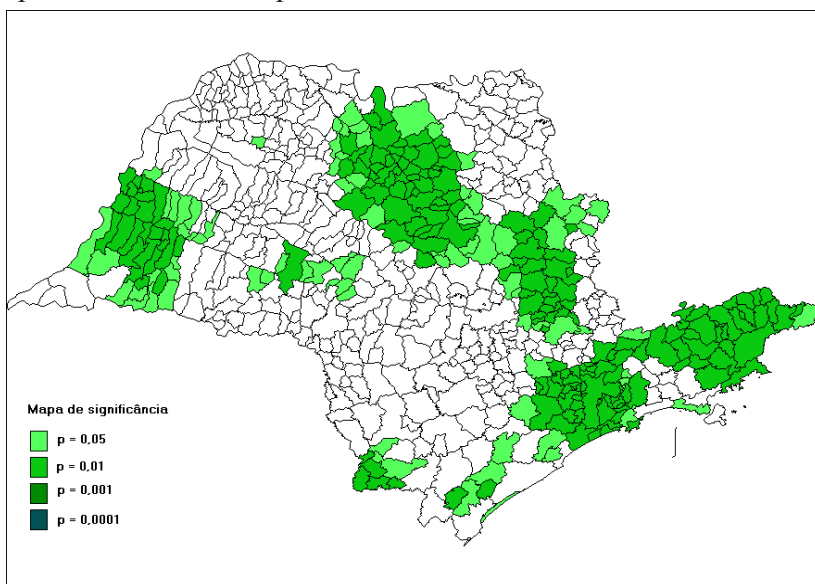 Mapa de significância
p = 0,05
p = 0,01
p = 0,001
p = 0,0001